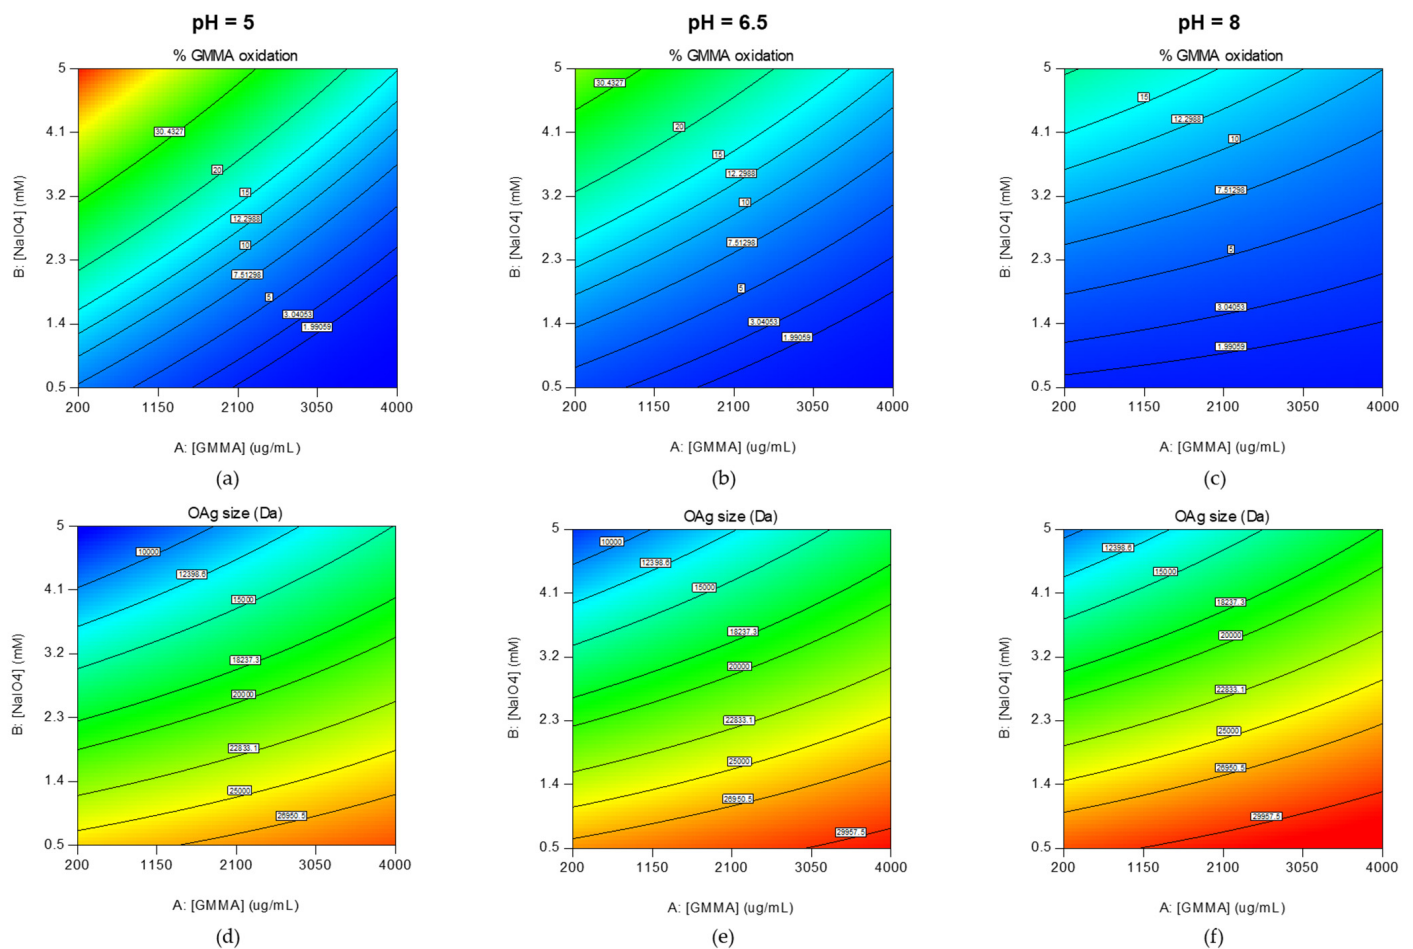 pH = 5
pH = 6.5
pH = 8
% GMMA oxidation
% GMMA oxidation
% GMMA oxidation
B: [NaIO4] (mM)
5
4.1
3.2
2.3
1.4
0.5
30.4327
20
15
12.2988
10
7.51298
5
3.04053
1.99059
200 1150 2100 3050 4000
A: [GMMA] (ug/mL)
(a)
B: [NaIO4] (mM)
5
4.1
3.2
2.3
1.4
0.5
30.4327
20
15
12.2988
10
7.51298
5
3.04053
1.99059
200 1150 2100 3050 4000
A: [GMMA] (ug/mL)
(b)
B: [NaIO4] (mM)
5
4.1
3.2
2.3
1.4
0.5
15
12.2988
10
7.51298
5
3.04053
1.99059
200 1150 2100 3050 4000
A: [GMMA] (ug/mL)
(c)
OAg size (Da)
B: [NaIO4] (mM)
5
4.1
3.2
2.3
1.4
0.5
10000
12398.6
15000
18237.3
20000
22833.1
25000
26950.5
200 1150 2100 3050 4000
A: [GMMA] (ug/mL)
(d)
OAg size (Da)
B: [NaIO4] (mM)
5
4.1
3.2
2.3
1.4
0.5
10000
12398.6
15000
18237.3
20000
22833.1
25000
26950.5
29957.5
200 1150 2100 3050 4000
A: [GMMA] (ug/mL)
(e)
OAg size (Da)
B: [NaIO4] (mM)
5
4.1
3.2
2.3
1.4
0.5
12398.6
15000
18237.3
20000
22833.1
25000
26950.5
29957.5
200 1150 2100 3050 4000
A: [GMMA] (ug/mL)
(f)